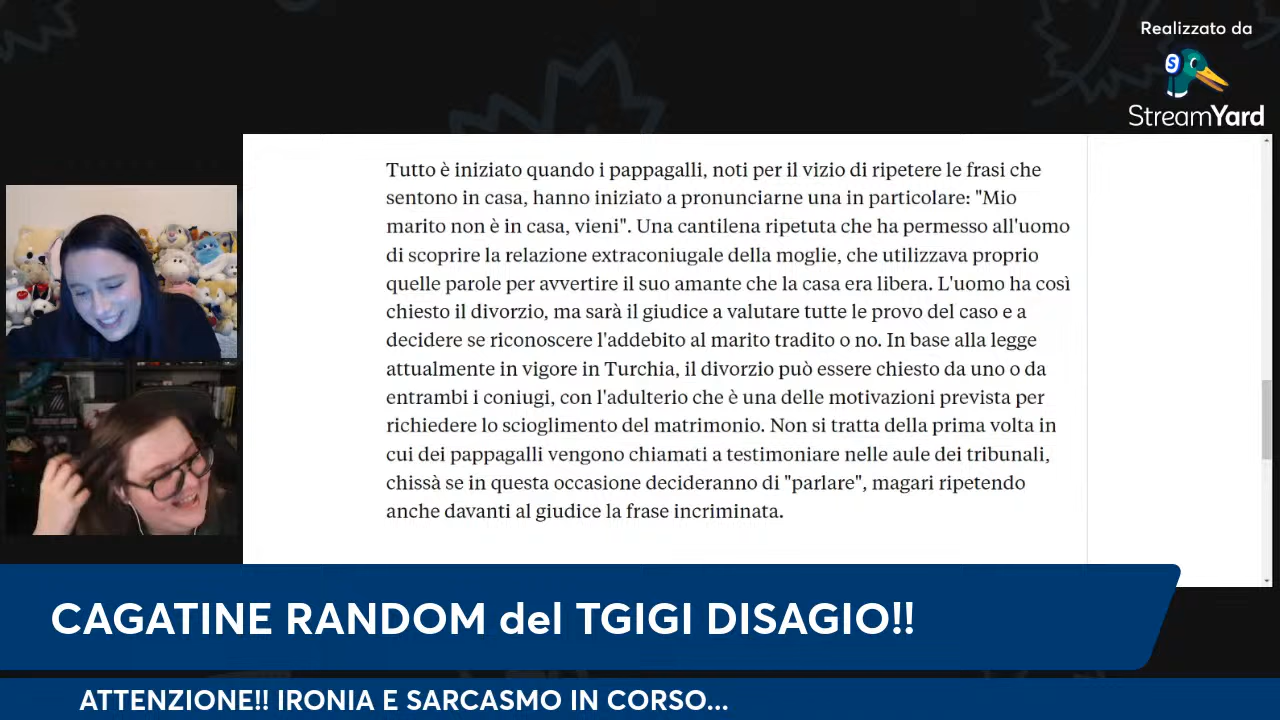 Realizzato da
S
StreamYard
Tutto è iniziato quando i pappagalli, noti per il vizio di ripetere le frasi che
sentono in casa, hanno iniziato a pronunciarne una in particolare: "Mio
marito non è in casa, vieni". Una cantilena ripetuta che ha permesso all'uomo
di scoprire la relazione extraconiugale della moglie, che utilizzava proprio
quelle parole per avvertire il suo amante che la casa era libera. L'uomo ha così
chiesto il divorzio, ma sarà il giudice a valutare tutte le provo del caso e a
decidere se riconoscere l'addebito al marito tradito o no. In base alla legge
attualmente in vigore in Turchia, il divorzio può essere chiesto da uno o da
entrambi i coniugi, con l'adulterio che è una delle motivazioni prevista per
richiedere lo scioglimento del matrimonio. Non si tratta della prima volta in
cui dei pappagalli vengono chiamati a testimoniare nelle aule dei tribunali,
chissà se in questa occasione decideranno di "parlare", magari ripetendo
anche davanti al giudice la frase incriminata.
CAGATINE RANDOM del TGIGI DISAGIO!!
ATTENZIONE!! IRONIA E SARCASMO IN CORSO...